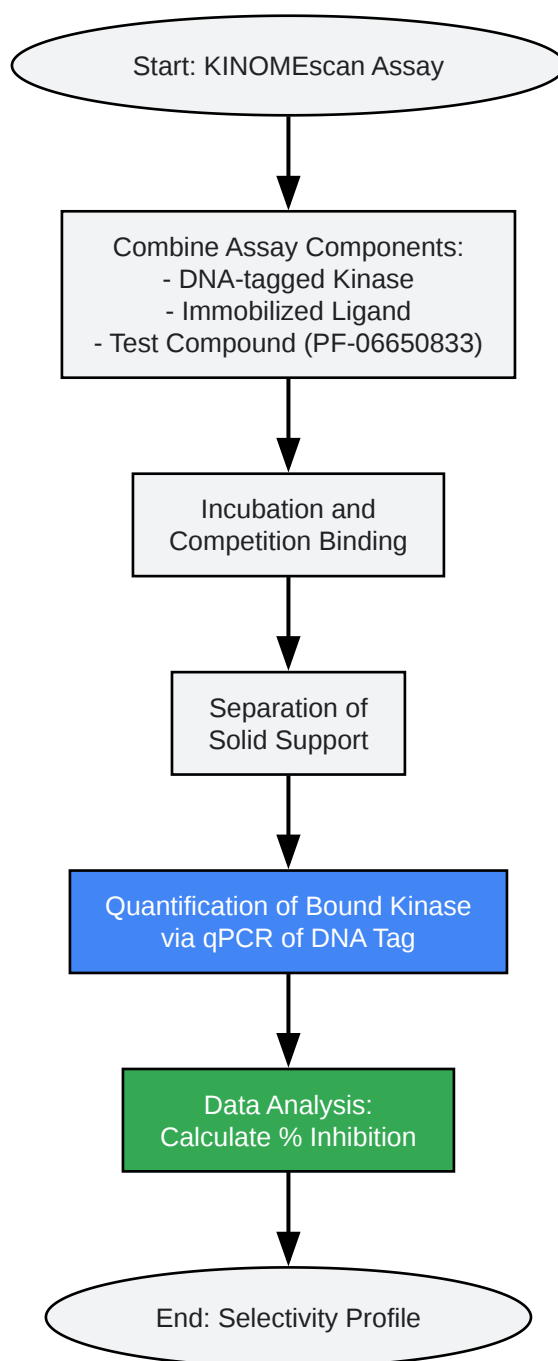 Start: KINOMEscan Assay
Combine Assay Components:
- DNA-tagged Kinase
- Immobilized Ligand
- Test Compound (PF-06650833)
Incubation and
Competition Binding
Separation of
Solid Support
Quantification of Bound Kinase
via qPCR of DNA Tag
Data Analysis:
Calculate % Inhibition
End: Selectivity Profile